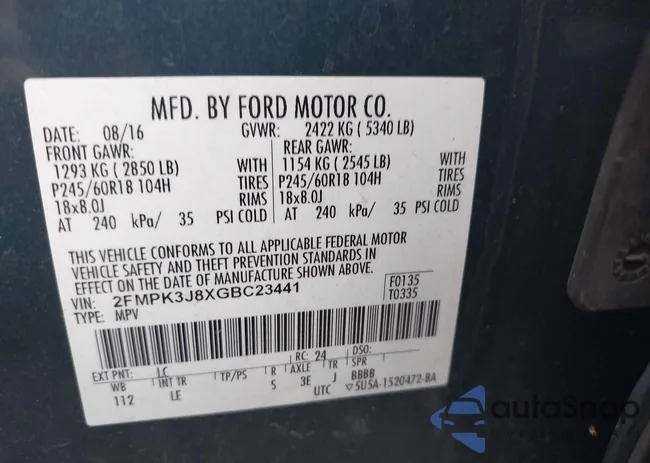 MFD. BY FORD MOTOR CO.
DATE: 08/16 GVWR: 2422 KG ( 5340 LB)
FRONT GAWR: REAR GAWR:
1293 KG ( 2850 LB) WITH 1154 KG ( 2545 LB) WITH
P245/60R18 104H TIRES P245/60R18 104H TIRES
18x8.0J RIMS 18x8.0J RIMS
AT 240 kPa/ 35 PSI COLD AT 240 kPa/ 35 PSI COLD
THIS VEHICLE CONFORMS TO ALL APPLICABLE FEDERAL MOTOR
VEHICLE SAFETY AND THEFT PREVENTION STANDARDS IN
EFFECT ON THE DATE OF MANUFACTURE SHOWN ABOVE.
VIN: 2FMPK3J8XGBC23441 F0135
TYPE: MPV T0335
EXT PNT: LC RC: 24 DSO:
WB INT TR TP/PS R AXLE TR SPR
112 LE S 3E J BBBB
UTC ▽5U5A-1520472-BA
autoSnap